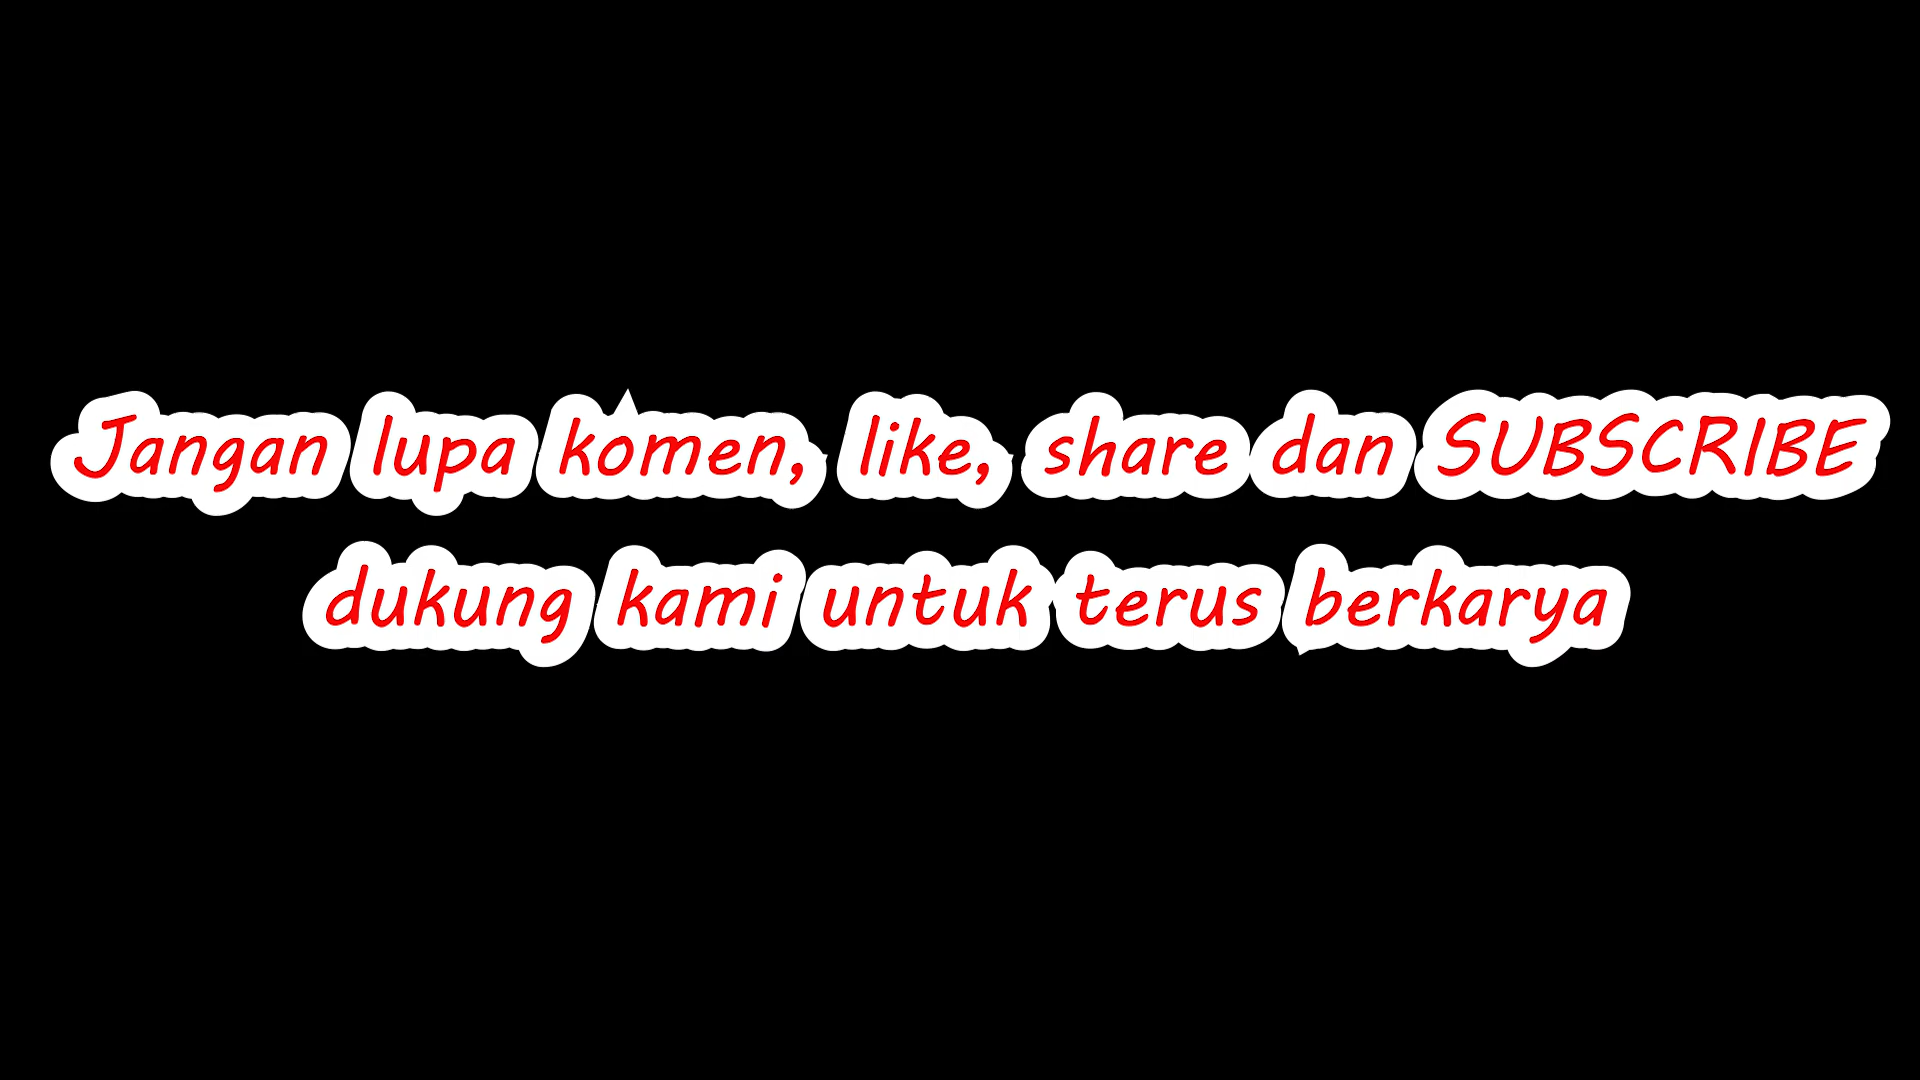 Jangan lupa komen, like, share dan SUBSCRIBE
dukung kami untuk terus berkarya